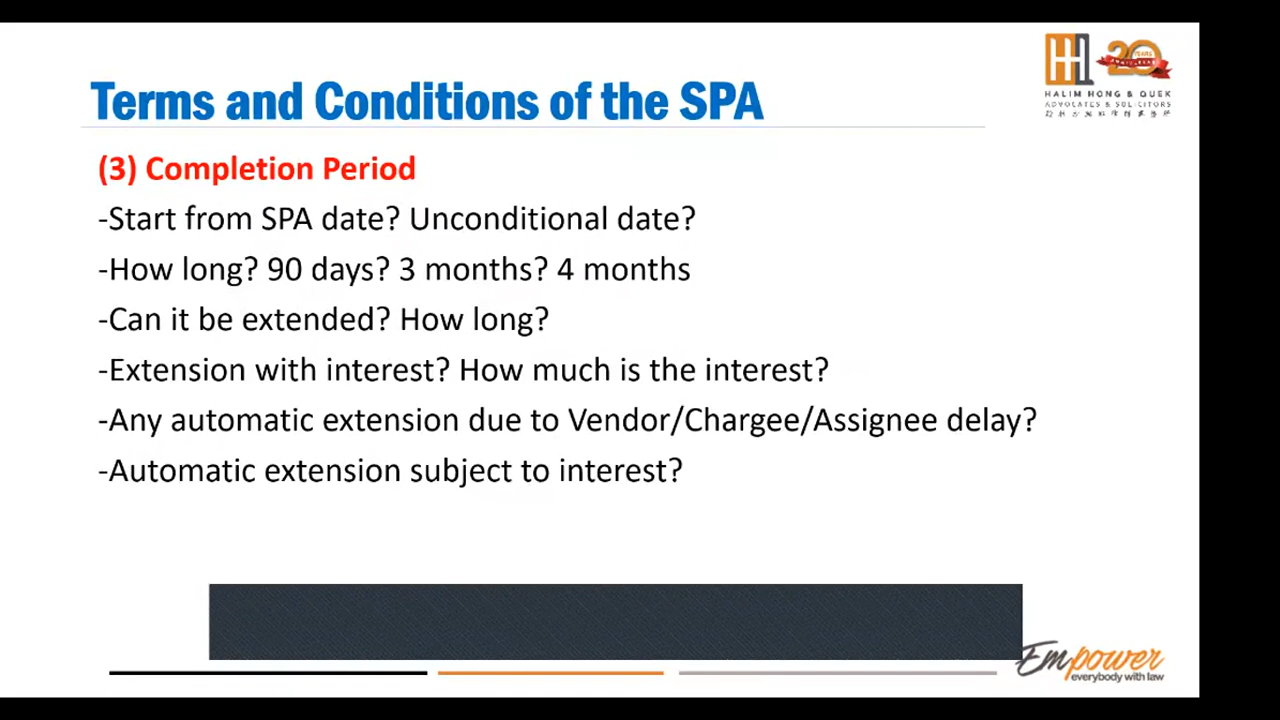 20
YEARS
HALIM HONG & QUEK
ADVOCATES & SOLICITORS
Terms and Conditions of the SPA
(3) Completion Period
-Start from SPA date? Unconditional date?
-How long? 90 days? 3 months? 4 months
-Can it be extended? How long?
-Extension with interest? How much is the interest?
-Any automatic extension due to Vendor/Chargee/Assignee delay?
-Automatic extension subject to interest?
Empower
everybody with law